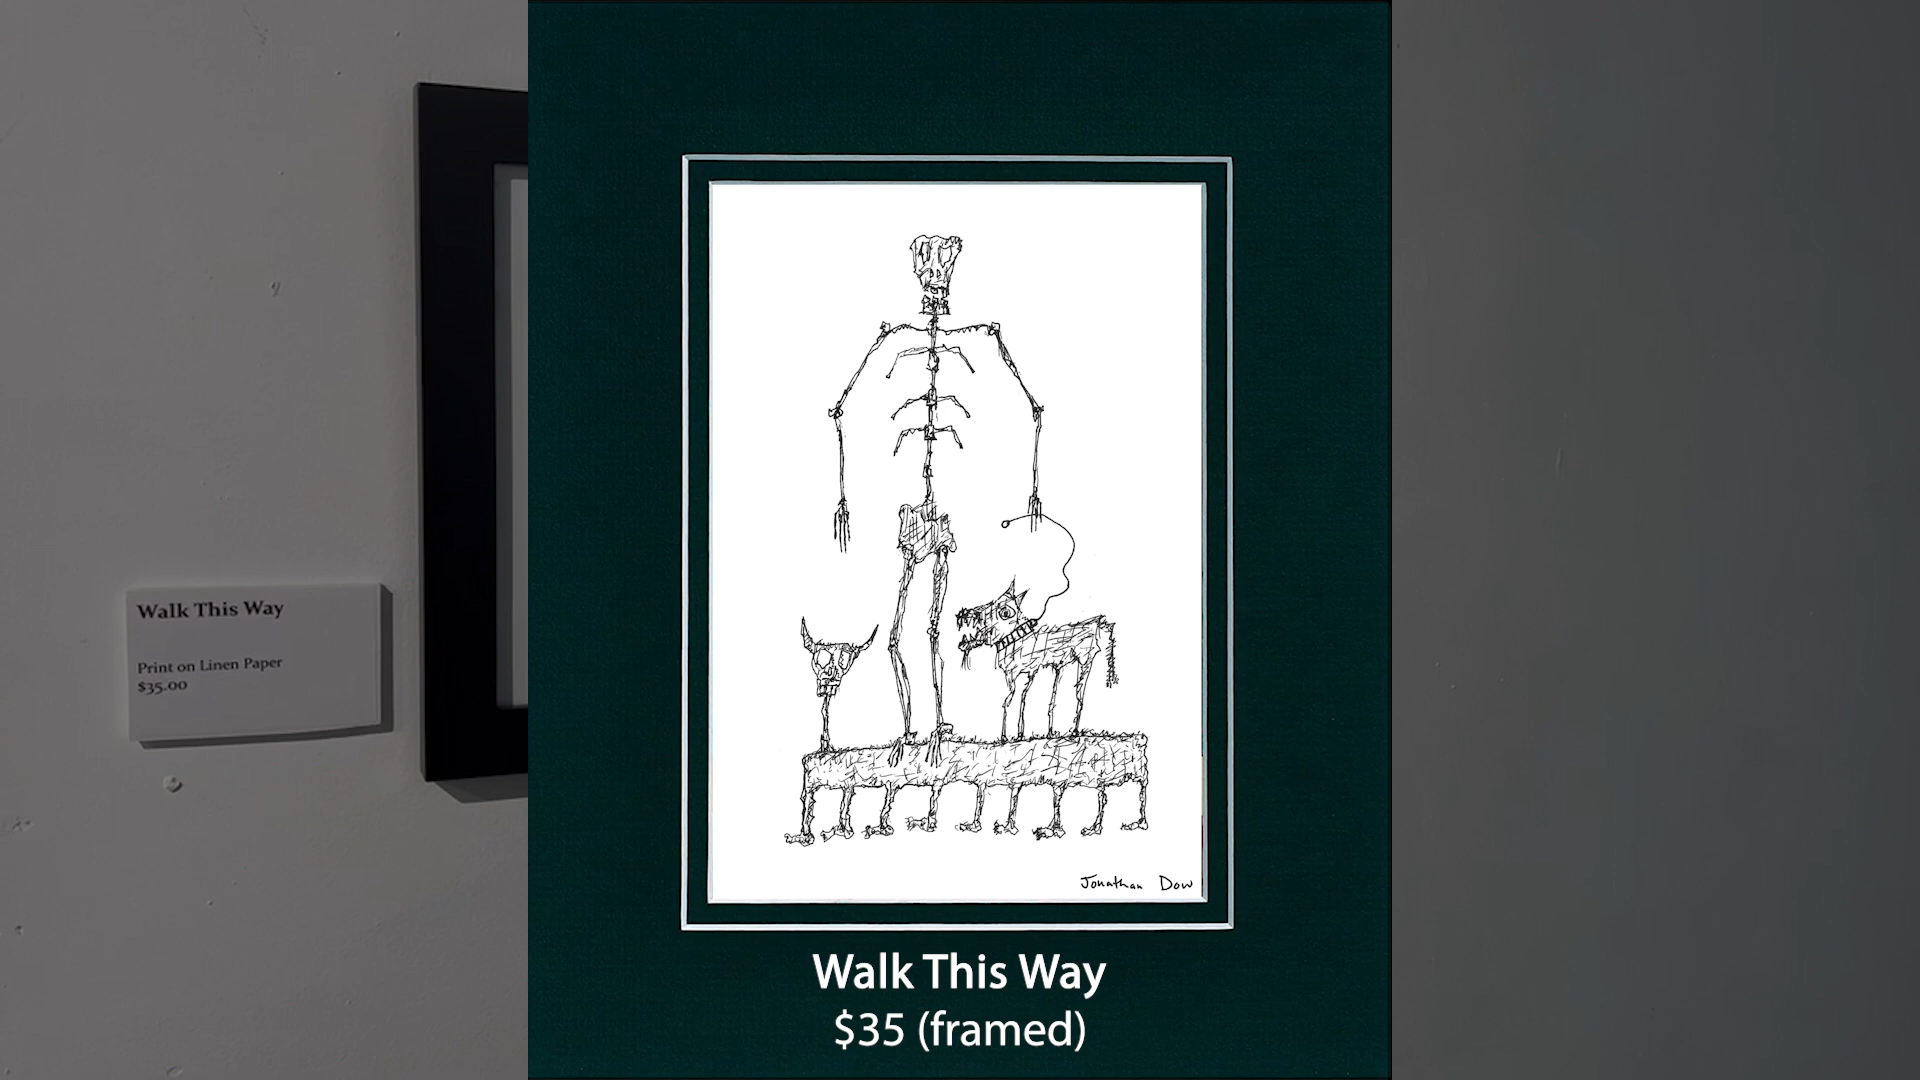 Walk This Way
Print on Linen Paper
$35.00
Jonathan Dow
Walk This Way
$35 (framed)